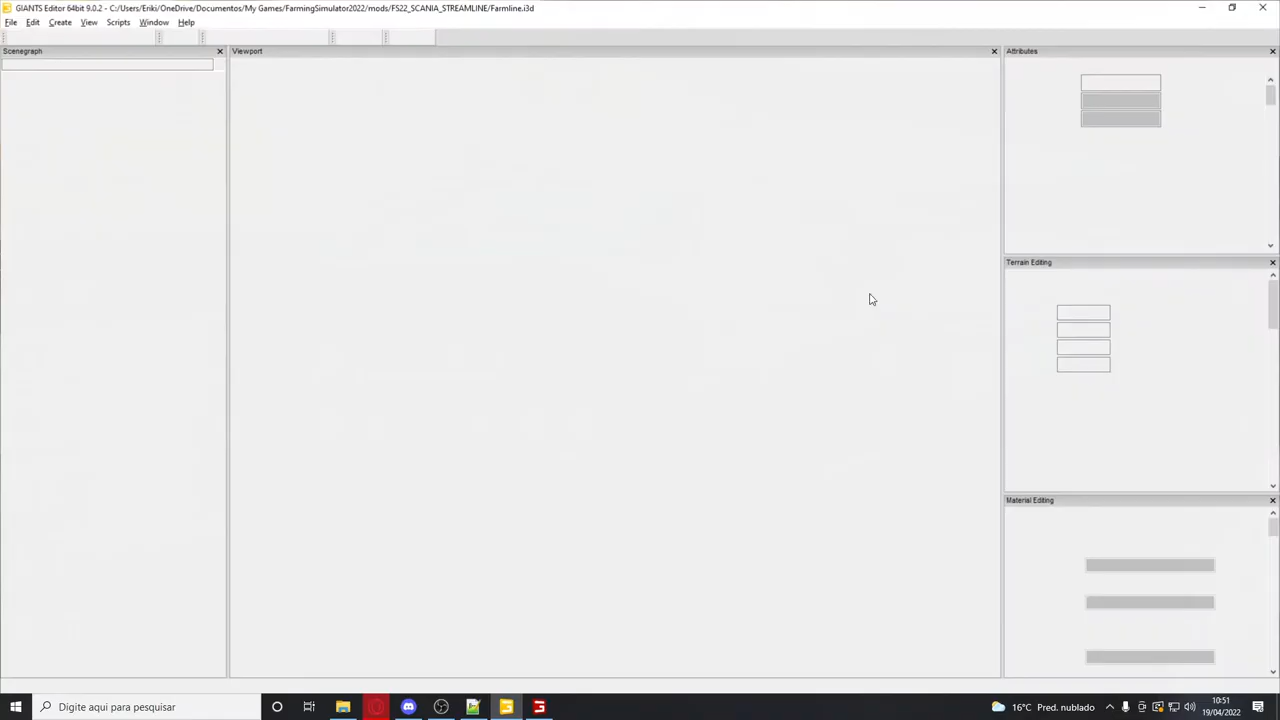 GIANTS Editor 64bit 9.0.2 - C:/Users/Eriki/OneDrive/Documentos/My Games/FarmingSimulator2022/mods/FS22_SCANIA_STREAMLINE/Farmline.i3d
File Edit Create View Scripts Window Help
Scenegraph
Viewport
Attributes
Terrain Editing
Material Editing
Digite aqui para pesquisar
16°C Pred. nublado
10:51
19/04/2022